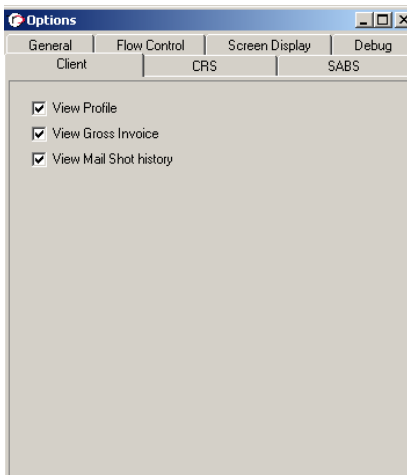 Options
General Flow Control Screen Display Debug
Client CRS SABS
View Profile
View Gross Invoice
View Mail Shot history